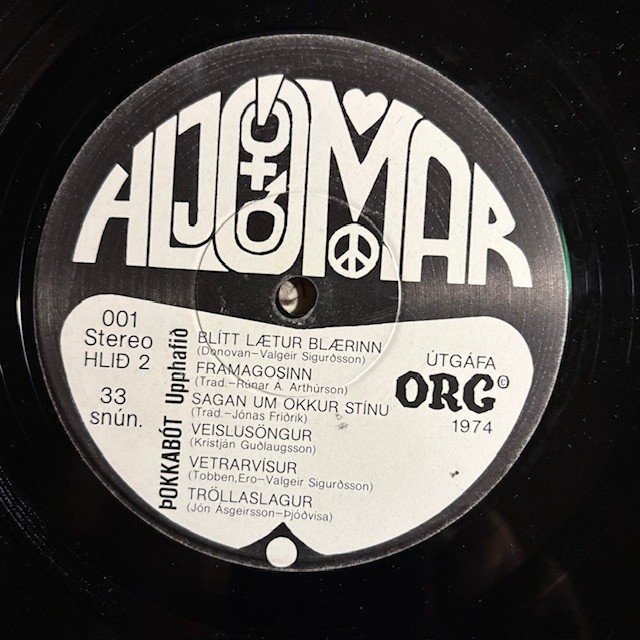 HLJÓMAR
001
Stereo
HLIÐ 2
33
snún.
ÞOKKABÓT Upphafið
BLÍTT LÆTUR BLÆRINN
(Donovan-Valgeir Sigurðsson)
FRAMAGOSINN
(Trad.-Rúnar Á. Arthúrson)
SAGAN UM OKKUR STÍNU
(Trad.-Jónas Friðrik)
VEISLUSÖNGUR
(Kristján Guðlaugsson)
VETRARVÍSUR
(Tobben,Ero-Valgeir Sigurðsson)
TRÖLLASLAGUR
(Jón Ásgeirsson-Þjóðvísa)
ÚTGÁFA
ORG
1974